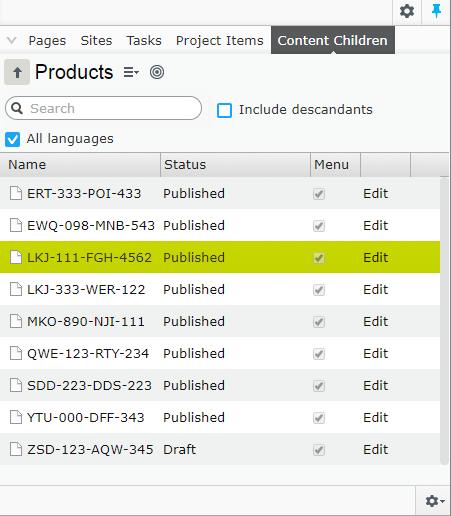 Pages Sites Tasks Project Items Content Children
Products
Search Include descandants
All languages
Name Status Menu
ERT-333-POI-433 Published Edit
EWQ-098-MNB-543 Published Edit
LKJ-111-FGH-4562 Published Edit
LKJ-333-WER-122 Published Edit
MKO-890-NJI-111 Published Edit
QWE-123-RTY-234 Published Edit
SDD-223-DDS-223 Published Edit
YTU-000-DFF-343 Published Edit
ZSD-123-AQW-345 Draft Edit